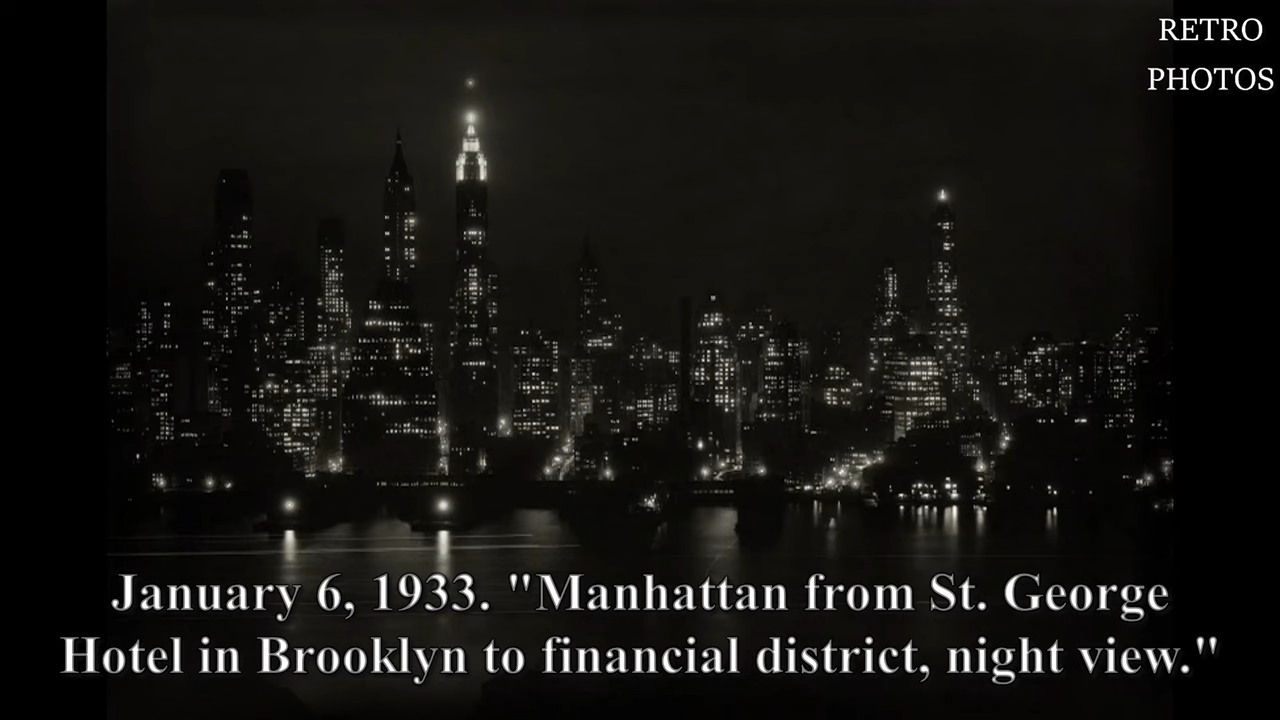 RETRO
PHOTOS
January 6, 1933. "Manhattan from St. George
Hotel in Brooklyn to financial district, night view."